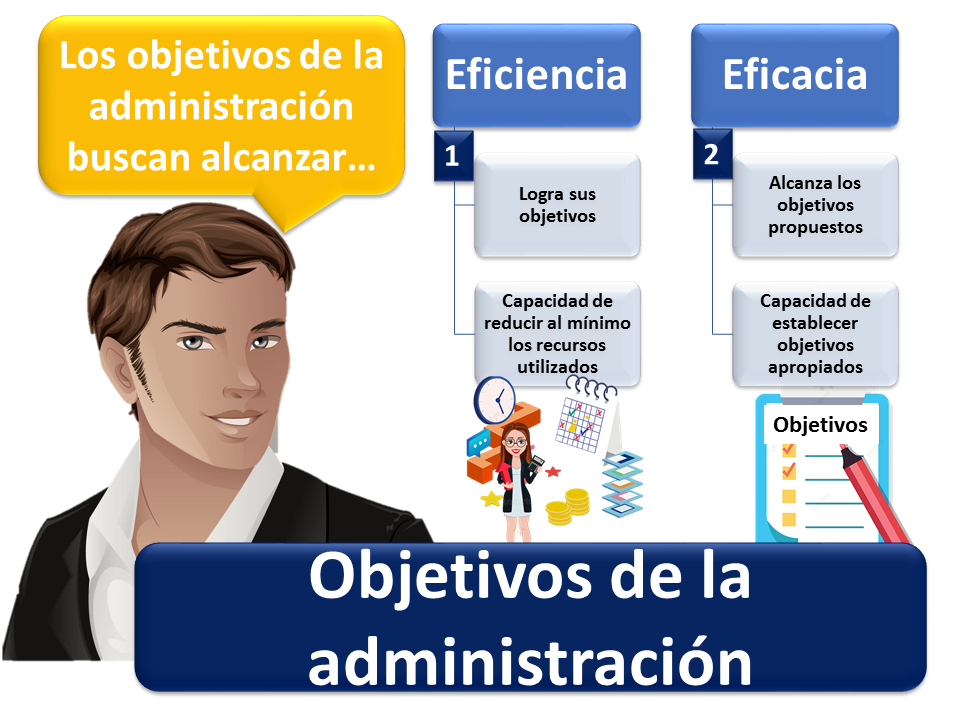 Los objetivos de la
administración
buscan alcanzar...
Eficiencia
1
Logra sus
objetivos
Capacidad de
reducir al mínimo
los recursos
utilizados
Eficacia
2
Alcanza los
objetivos
propuestos
Capacidad de
establecer
objetivos
apropiados
Objetivos
Objetivos de la
administración